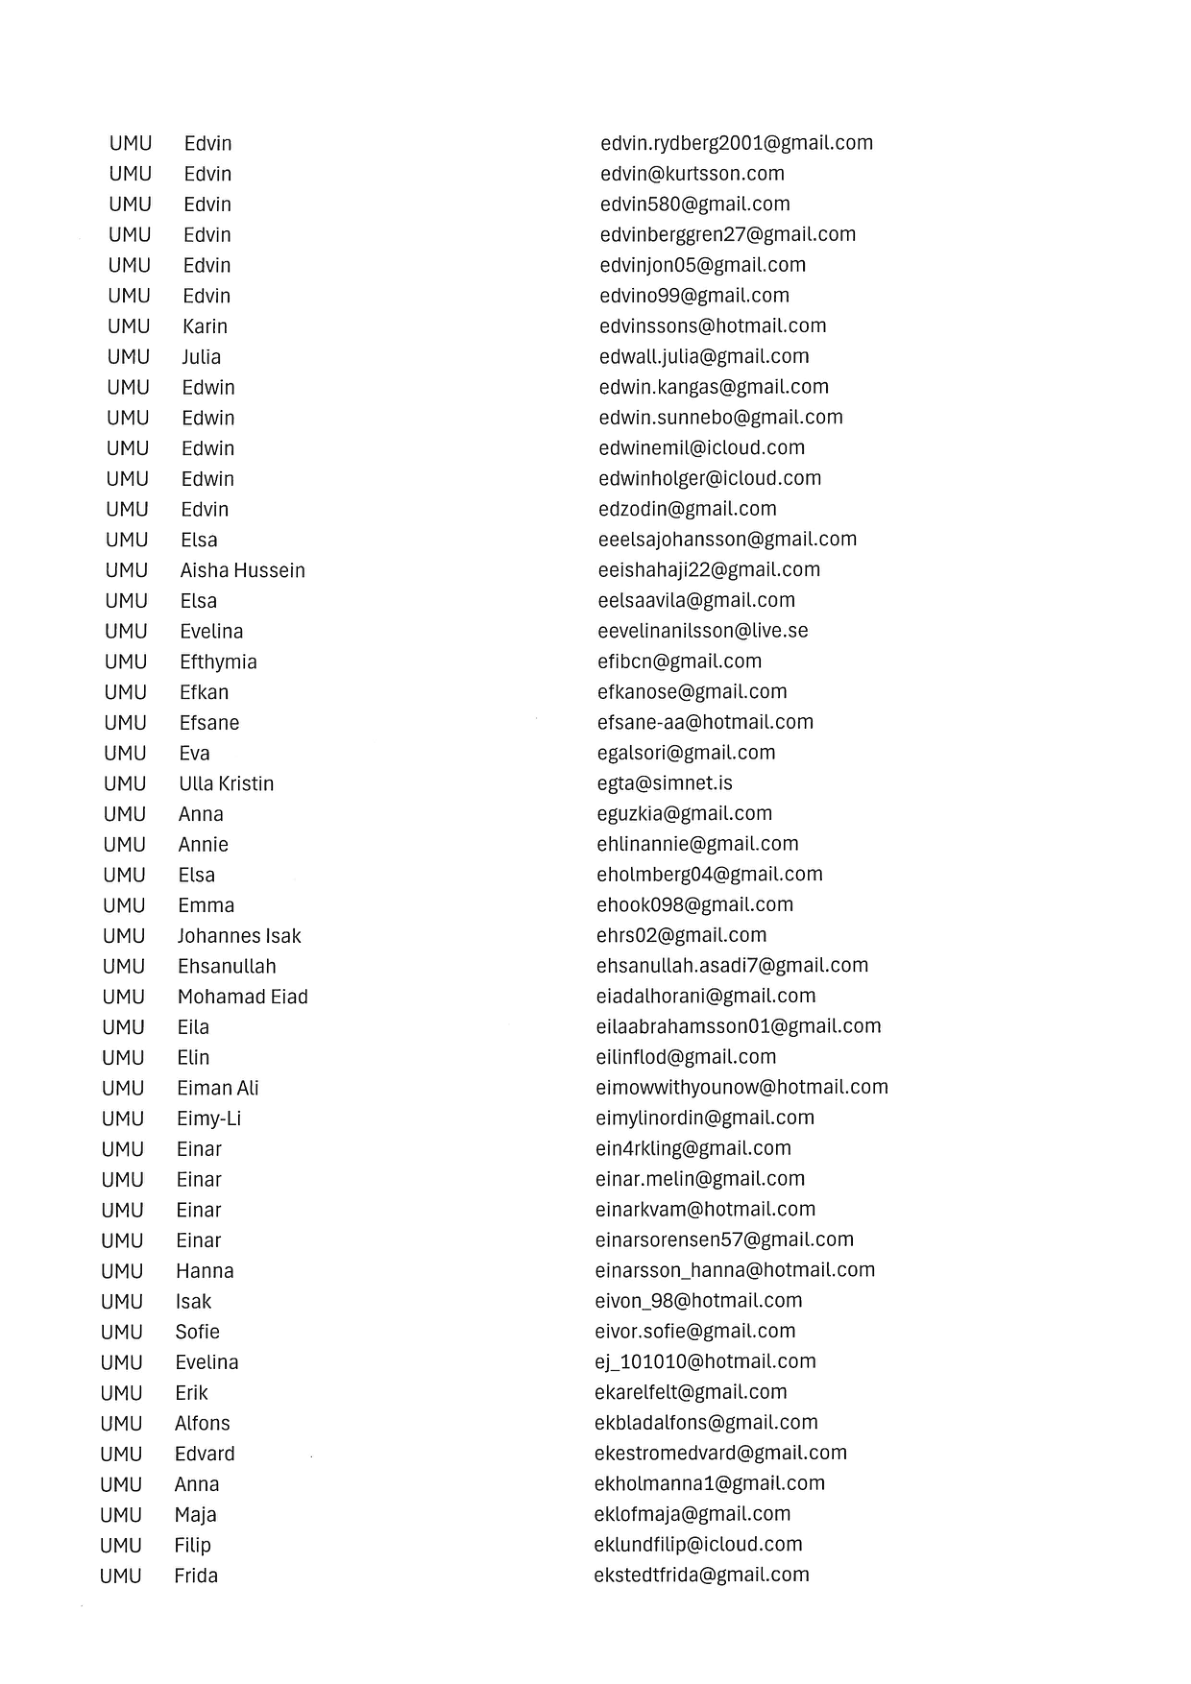 UMU Edvin edvin.rydberg2001@gmail.com
UMU Edvin edvin@kurtsson.com
UMU Edvin edvin580@gmail.com
UMU Edvin edvinberggren27@gmail.com
UMU Edvin edvinjon05@gmail.com
UMU Edvin edvino99@gmail.com
UMU Karin edvinssons@hotmail.com
UMU Julia edwall.julia@gmail.com
UMU Edwin edwin.kangas@gmail.com
UMU Edwin edwin.sunnebo@gmail.com
UMU Edwin edwinemil@icloud.com
UMU Edwin edwinholger@icloud.com
UMU Edvin edzodin@gmail.com
UMU Elsa eeelsajohansson@gmail.com
UMU Aisha Hussein eeishahaji22@gmail.com
UMU Elsa eelsaavila@gmail.com
UMU Evelina eevelinanilsson@live.se
UMU Efthymia efibcn@gmail.com
UMU Efkan efkanose@gmail.com
UMU Efsane efsane-aa@hotmail.com
UMU Eva egalsori@gmail.com
UMU Ulla Kristin egta@simnet.is
UMU Anna eguzkia@gmail.com
UMU Annie ehlinannie@gmail.com
UMU Elsa eholmberg04@gmail.com
UMU Emma ehook098@gmail.com
UMU Johannes Isak ehrs02@gmail.com
UMU Ehsanullah ehsanullah.asadi7@gmail.com
UMU Mohamad Eiad eiadalhorani@gmail.com
UMU Eila eilaabrahamsson01@gmail.com
UMU Elin eilinflod@gmail.com
UMU Eiman Ali eimowwithyounow@hotmail.com
UMU Eimy-Li eimylinordin@gmail.com
UMU Einar ein4rkling@gmail.com
UMU Einar einar.melin@gmail.com
UMU Einar einarkvam@hotmail.com
UMU Einar einarsorensen57@gmail.com
UMU Hanna einarsson_hanna@hotmail.com
UMU Isak eivon_98@hotmail.com
UMU Sofie eivor.sofie@gmail.com
UMU Evelina ej_101010@hotmail.com
UMU Erik ekarelfelt@gmail.com
UMU Alfons ekbladalfons@gmail.com
UMU Edvard ekestromedvard@gmail.com
UMU Anna ekholmanna1@gmail.com
UMU Maja eklofmaja@gmail.com
UMU Filip eklundfilip@icloud.com
UMU Frida ekstedtfrida@gmail.com